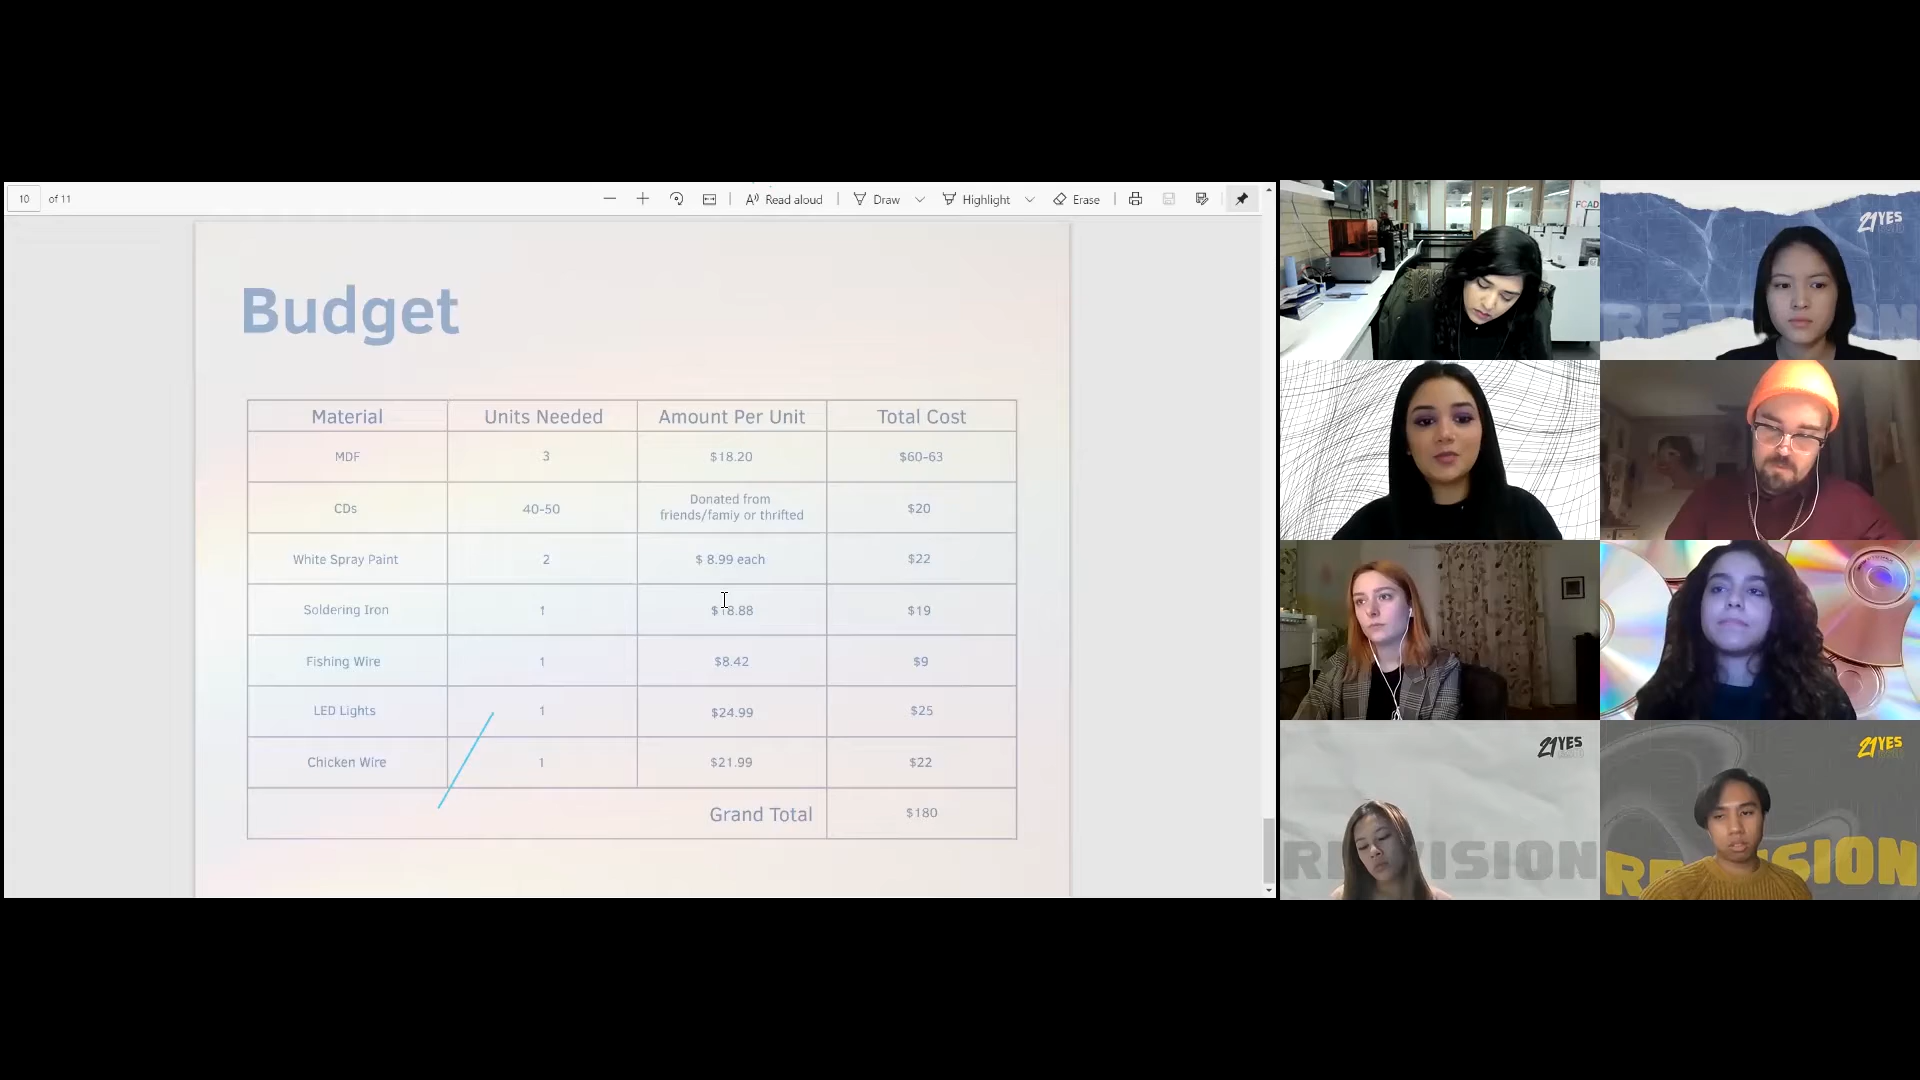 10 of 11
Read aloud
Draw
Highlight
Erase
Budget
Material Units Needed Amount Per Unit Total Cost
MDF 3 $18.20 $60-63
CDs 40-50 Donated from
friends/famiy or thrifted $20
White Spray Paint 2 $ 8.99 each $22
Soldering Iron 1 $18.88 $19
Fishing Wire 1 $8.42 $9
LED Lights 1 $24.99 $25
Chicken Wire 1 $21.99 $22
Grand Total $180
FCAD
21YES
21YES
21YES